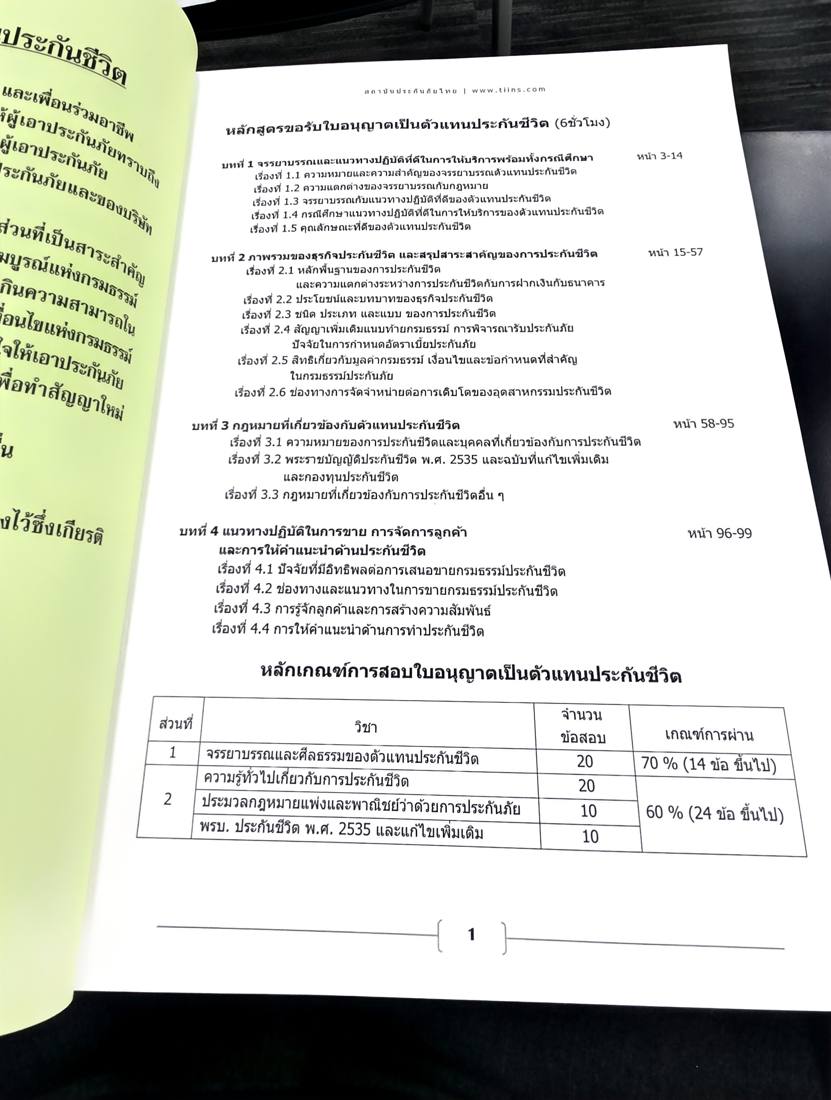 ประกันชีวิต
และเพื่อนร่วมอาชีพ
ให้ผู้เอาประกันภัยทราบถึง
ผู้เอาประกันภัย
ประกันภัยและของบริษัท
ส่วนที่เป็นสาระสำคัญ
มบูรณ์แห่งกรมธรรม์
กินความสามารถใน
งื่อนไขแห่งกรมธรรม์
ใจให้เอาประกันภัย
พื่อทำสัญญาใหม่
งไว้ซึ่งเกียรติ
สถาบันประกันภัยไทย | www.tiins.com
หลักสูตรขอรับใบอนุญาตเป็นตัวแทนประกันชีวิต (6ชั่วโมง)
บทที่ 1 จรรยาบรรณและแนวทางปฏิบัติที่ดีในการให้บริการพร้อมทั้งกรณีศึกษา หน้า 3-14
เรื่องที่ 1.1 ความหมายและความสำคัญของจรรยาบรรณตัวแทนประกันชีวิต
เรื่องที่ 1.2 ความแตกต่างของจรรยาบรรณกับกฎหมาย
เรื่องที่ 1.3 จรรยาบรรณกับแนวทางปฏิบัติที่ดีของตัวแทนประกันชีวิต
เรื่องที่ 1.4 กรณีศึกษาแนวทางปฏิบัติที่ดีในการให้บริการของตัวแทนประกันชีวิต
เรื่องที่ 1.5 คุณลักษณะที่ดีของตัวแทนประกันชีวิต
บทที่ 2 ภาพรวมของธุรกิจประกันชีวิต และสรุปสาระสำคัญของการประกันชีวิต หน้า 15-57
เรื่องที่ 2.1 หลักพื้นฐานของการประกันชีวิต
และความแตกต่างระหว่างการประกันชีวิตกับการฝากเงินกับธนาคาร
เรื่องที่ 2.2 ประโยชน์และบทบาทของธุรกิจประกันชีวิต
เรื่องที่ 2.3 ชนิด ประเภท และแบบ ของการประกันชีวิต
เรื่องที่ 2.4 สัญญาเพิ่มเติมแนบท้ายกรมธรรม์ การพิจารณารับประกันภัย
ปัจจัยในการกำหนดอัตราเบี้ยประกันภัย
เรื่องที่ 2.5 สิทธิเกี่ยวกับมูลค่ากรมธรรม์ เงื่อนไขและข้อกำหนดที่สำคัญ
ในกรมธรรม์ประกันภัย
เรื่องที่ 2.6 ช่องทางการจัดจำหน่ายต่อการเติบโตของอุตสาหกรรมประกันชีวิต
บทที่ 3 กฎหมายที่เกี่ยวข้องกับตัวแทนประกันชีวิต หน้า 58-95
เรื่องที่ 3.1 ความหมายของการประกันชีวิตและบุคคลที่เกี่ยวข้องกับการประกันชีวิต
เรื่องที่ 3.2 พระราชบัญญัติประกันชีวิต พ.ศ. 2535 และฉบับที่แก้ไขเพิ่มเติม
และกองทุนประกันชีวิต
เรื่องที่ 3.3 กฎหมายที่เกี่ยวข้องกับการประกันชีวิตอื่น ๆ
บทที่ 4 แนวทางปฏิบัติในการขาย การจัดการลูกค้า หน้า 96-99
และการให้คำแนะนำด้านประกันชีวิต
เรื่องที่ 4.1 ปัจจัยที่มีอิทธิพลต่อการเสนอขายกรมธรรม์ประกันชีวิต
เรื่องที่ 4.2 ช่องทางและแนวทางในการขายกรมธรรม์ประกันชีวิต
เรื่องที่ 4.3 การรู้จักลูกค้าและการสร้างความสัมพันธ์
เรื่องที่ 4.4 การให้คำแนะนำด้านการทำประกันชีวิต
หลักเกณฑ์การสอบใบอนุญาตเป็นตัวแทนประกันชีวิต
ส่วนที่ วิชา จำนวน ข้อสอบ เกณฑ์การผ่าน
1 จรรยาบรรณและศีลธรรมของตัวแทนประกันชีวิต 20 70 % (14 ข้อ ขึ้นไป)
2 ความรู้ทั่วไปเกี่ยวกับการประกันชีวิต 20 60 % (24 ข้อ ขึ้นไป)
ประมวลกฎหมายแพ่งและพาณิชย์ว่าด้วยการประกันภัย 10
พรบ. ประกันชีวิต พ.ศ. 2535 และแก้ไขเพิ่มเติม 10
1